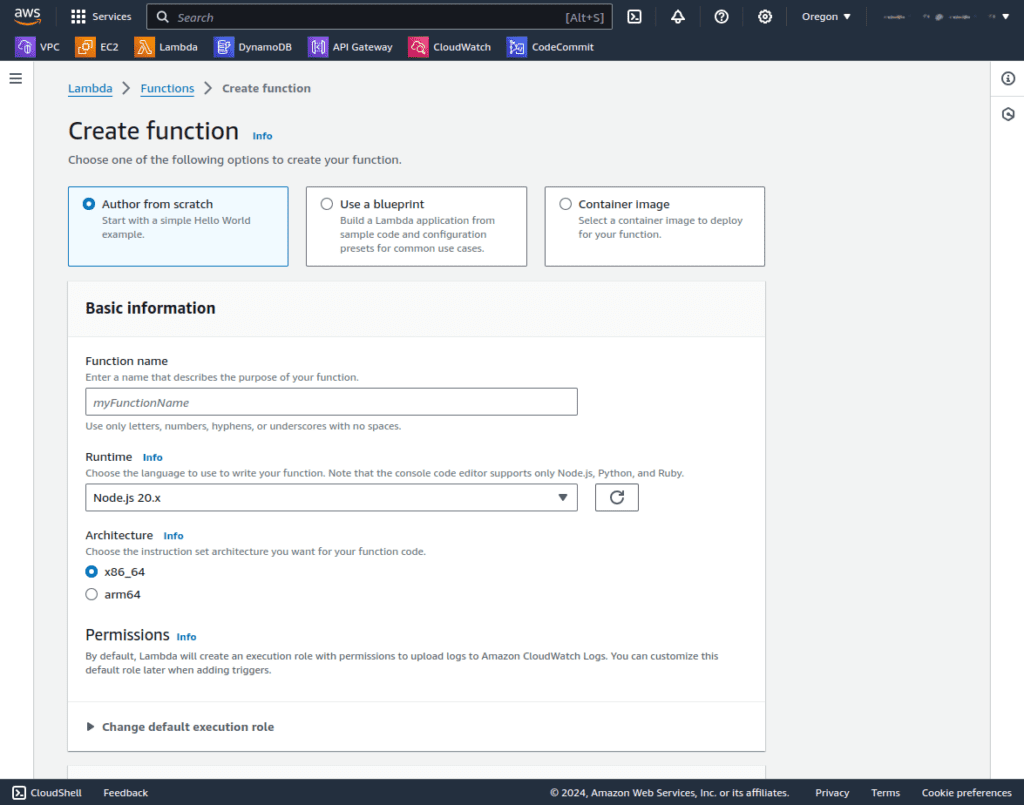 aws Services Search [Alt+S] Oregon
VPC EC2 Lambda DynamoDB API Gateway CloudWatch CodeCommit
Lambda Functions Create function
Create function Info
Choose one of the following options to create your function.
Author from scratch
Start with a simple Hello World
example.
Use a blueprint
Build a Lambda application from
sample code and configuration
presets for common use cases.
Container image
Select a container image to deploy
for your function.
Basic information
Function name
Enter a name that describes the purpose of your function.
myFunctionName
Use only letters, numbers, hyphens, or underscores with no spaces.
Runtime Info
Choose the language to use to write your function. Note that the console code editor supports only Node.js, Python, and Ruby.
Node.js 20.x
Architecture Info
Choose the instruction set architecture you want for your function code.
x86_64
arm64
Permissions Info
By default, Lambda will create an execution role with permissions to upload logs to Amazon CloudWatch Logs. You can customize this
default role later when adding triggers.
Change default execution role
CloudShell Feedback © 2024, Amazon Web Services, Inc. or its affiliates. Privacy Terms Cookie preferences